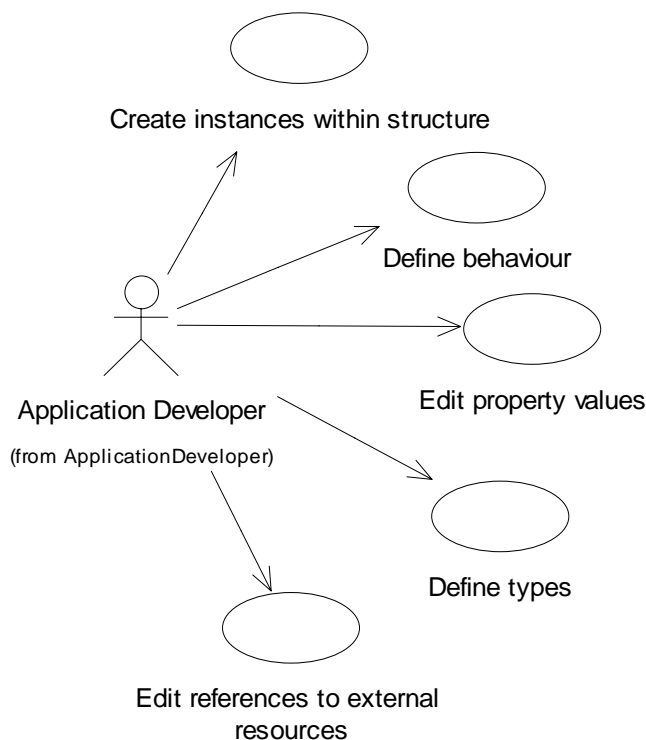 Create instances within structure
Define behaviour
Edit property values
Application Developer
(from ApplicationDeveloper)
Define types
Edit references to external
resources